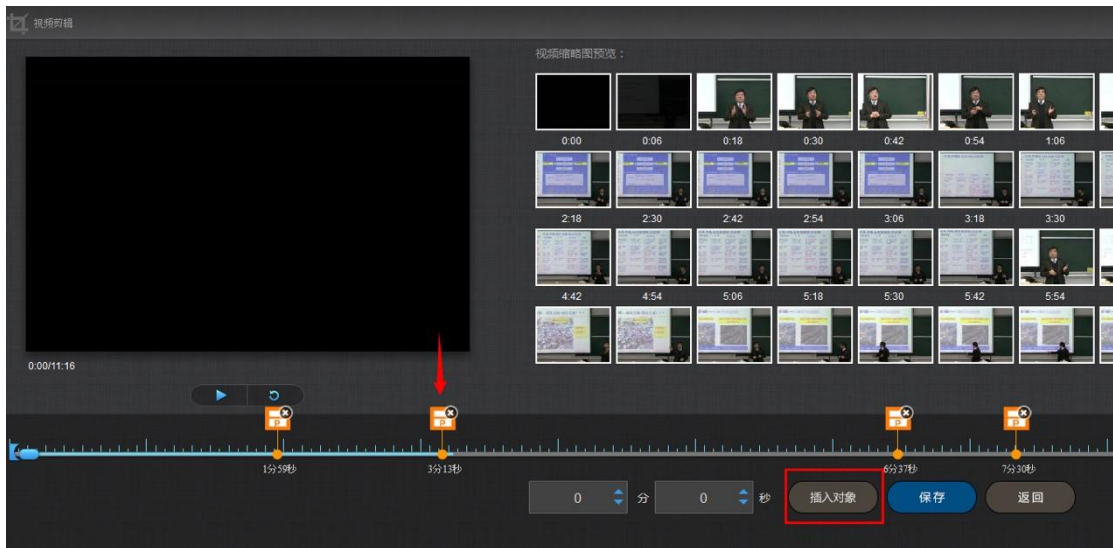 视频剪辑
视频缩略图预览：
0:00 0:06 0:18 0:30 0:42 0:54 1:06
2:18 2:30 2:42 2:54 3:06 3:18 3:30
4:42 4:54 5:06 5:18 5:30 5:42 5:54
0:00/11:16
P P P P
1分59秒 3分13秒 6分37秒 7分30秒
0 分 0 秒 插入对象 保存 返回